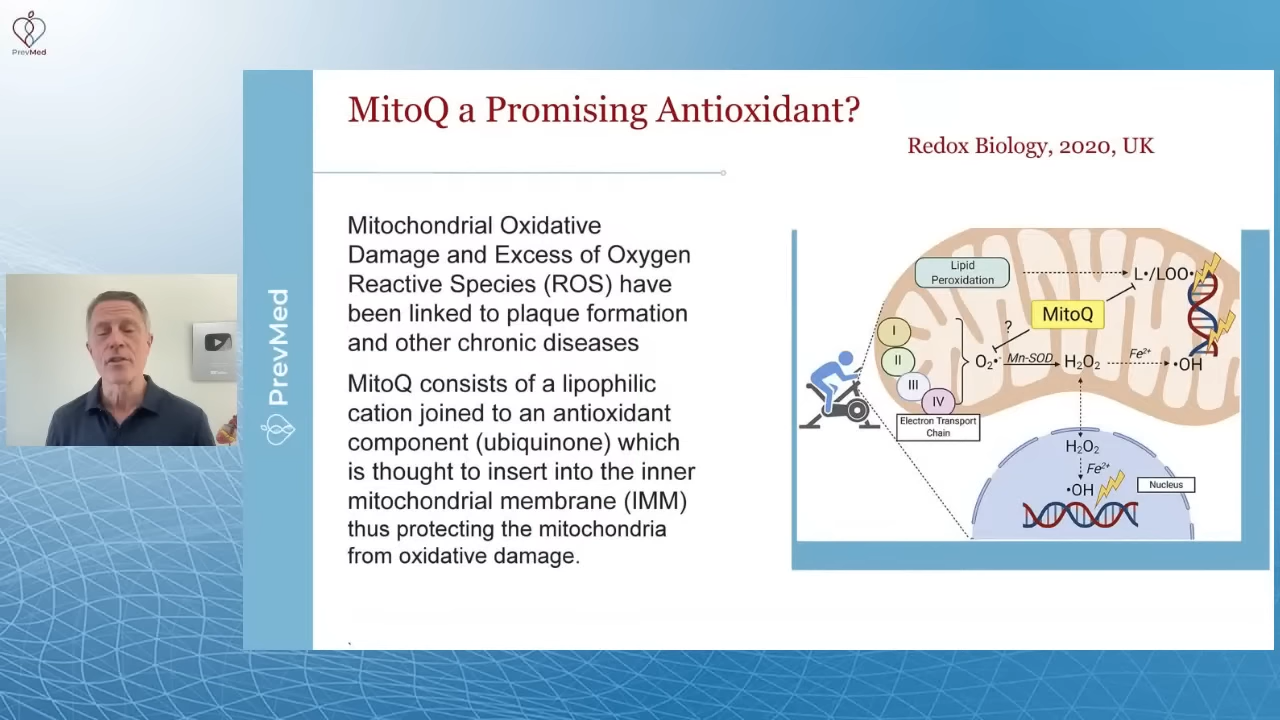 PrevMed
MitoQ a Promising Antioxidant?
Redox Biology, 2020, UK
Mitochondrial Oxidative
Damage and Excess of Oxygen
Reactive Species (ROS) have
been linked to plaque formation
and other chronic diseases
MitoQ consists of a lipophilic
cation joined to an antioxidant
component (ubiquinone) which
is thought to insert into the inner
mitochondrial membrane (IMM)
thus protecting the mitochondria
from oxidative damage.
PrevMed
Lipid
Peroxidation
L•/LOO•
MitoQ
?
I
II
III
IV
O₂•⁻
Mn-SOD
H₂O₂
Fe²⁺
•OH
Electron Transport
Chain
H₂O₂
Fe²⁺
•OH
Nucleus